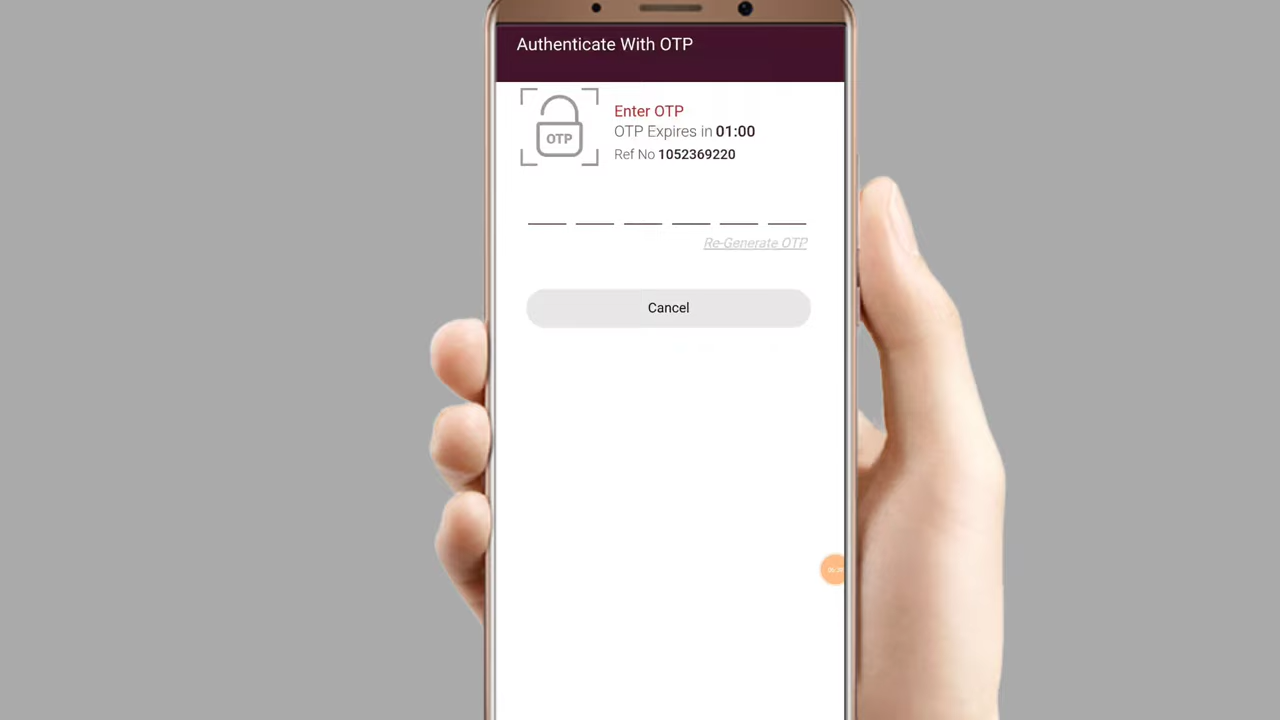 Authenticate With OTP
OTP
Enter OTP
OTP Expires in 01:00
Ref No 1052369220
Re-Generate OTP
Cancel